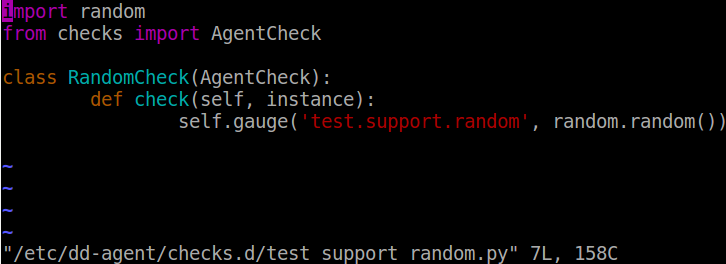 import random
from checks import AgentCheck

class RandomCheck(AgentCheck):
        def check(self, instance):
                self.gauge('test.support.random', random.random())

~
~
~
~
"/etc/dd-agent/checks.d/test support random.py" 7L, 158C